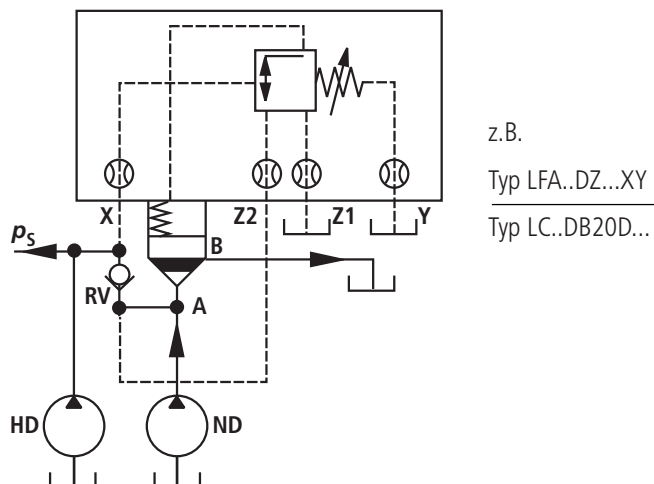 z.B.
Typ LFA..DZ...XY
Typ LC..DB20D...
X
Z2
Z1
Y
pS
B
RV
A
HD
ND